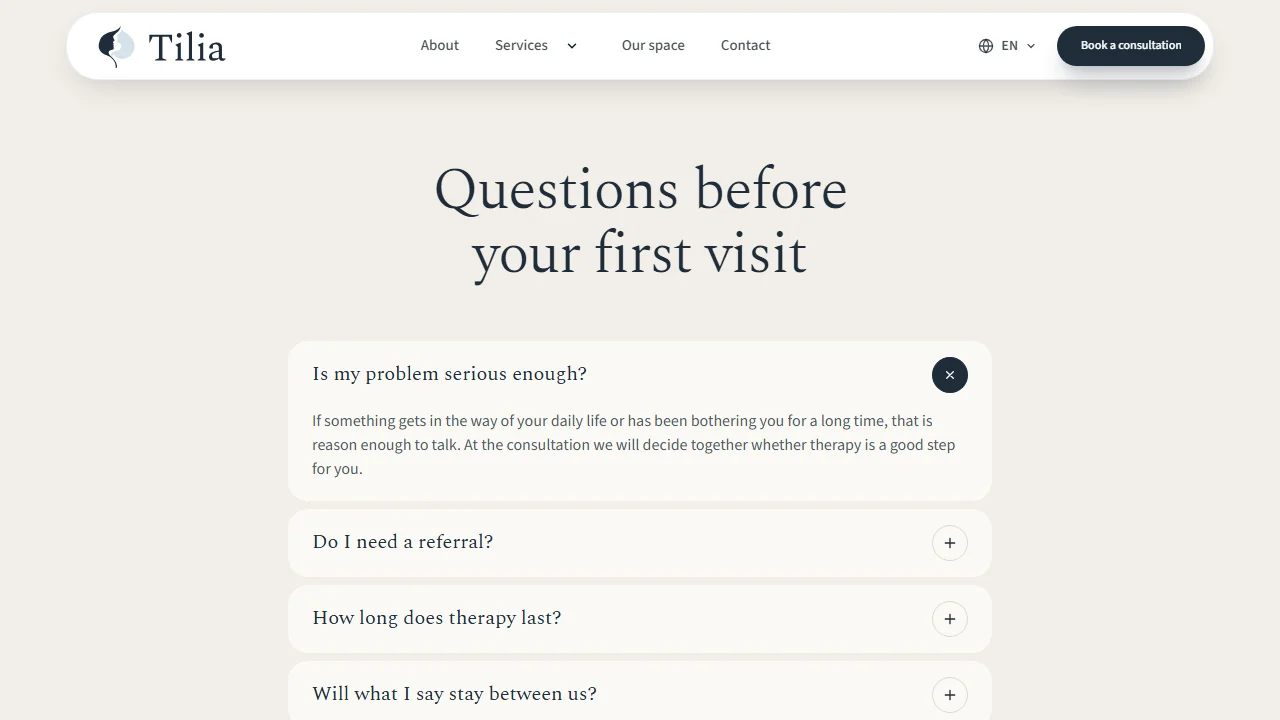 Tilia
About
Services
Our space
Contact
EN
Book a consultation
Questions before
your first visit
Is my problem serious enough?
If something gets in the way of your daily life or has been bothering you for a long time, that is
reason enough to talk. At the consultation we will decide together whether therapy is a good step
for you.
Do I need a referral?
How long does therapy last?
Will what I say stay between us?